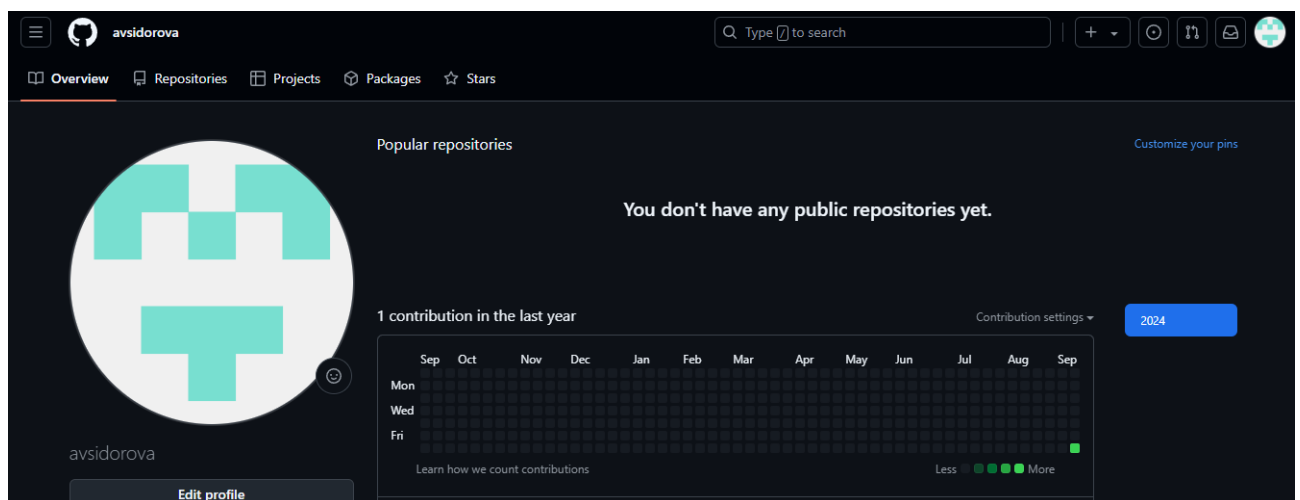 avsidorova
Type / to search
Overview Repositories Projects Packages Stars
Popular repositories
Customize your pins
You don't have any public repositories yet.
1 contribution in the last year
Contribution settings
2024
Sep Oct Nov Dec Jan Feb Mar Apr May Jun Jul Aug Sep
Mon
Wed
Fri
Learn how we count contributions
Less More
avsidorova
Edit profile